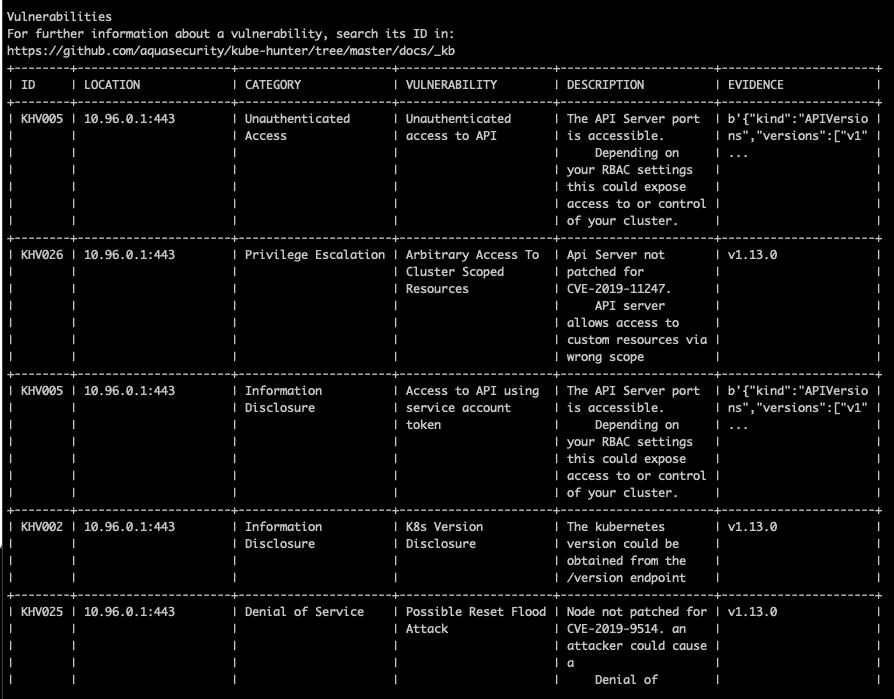 Vulnerabilities
For further information about a vulnerability, search its ID in:
https://github.com/aquasecurity/kube-hunter/tree/master/docs/_kb
+--------+----------------------+----------------------+----------------------+----------------------+----------------------+
| ID     | LOCATION             | CATEGORY             | VULNERABILITY        | DESCRIPTION          | EVIDENCE             |
+--------+----------------------+----------------------+----------------------+----------------------+----------------------+
| KHV005 | 10.96.0.1:443        | Unauthenticated      | Unauthenticated      | The API Server port  | b'{"kind":"APIVersio |
|        |                      | Access               | access to API        | is accessible.       | ns","versions":["v1" |
|        |                      |                      |                      |     Depending on     | ...                  |
|        |                      |                      |                      | your RBAC settings   |                      |
|        |                      |                      |                      | this could expose    |                      |
|        |                      |                      |                      | access to or control |                      |
|        |                      |                      |                      | of your cluster.     |                      |
+--------+----------------------+----------------------+----------------------+----------------------+----------------------+
| KHV026 | 10.96.0.1:443        | Privilege Escalation | Arbitrary Access To  | Api Server not       | v1.13.0              |
|        |                      |                      | Cluster Scoped       | patched for          |                      |
|        |                      |                      | Resources            | CVE-2019-11247.      |                      |
|        |                      |                      |                      |     API server       |                      |
|        |                      |                      |                      | allows access to     |                      |
|        |                      |                      |                      | custom resources via |                      |
|        |                      |                      |                      | wrong scope          |                      |
+--------+----------------------+----------------------+----------------------+----------------------+----------------------+
| KHV005 | 10.96.0.1:443        | Information          | Access to API using  | The API Server port  | b'{"kind":"APIVersio |
|        |                      | Disclosure           | service account      | is accessible.       | ns","versions":["v1" |
|        |                      |                      | token                |     Depending on     | ...                  |
|        |                      |                      |                      | your RBAC settings   |                      |
|        |                      |                      |                      | this could expose    |                      |
|        |                      |                      |                      | access to or control |                      |
|        |                      |                      |                      | of your cluster.     |                      |
+--------+----------------------+----------------------+----------------------+----------------------+----------------------+
| KHV002 | 10.96.0.1:443        | Information          | K8s Version          | The kubernetes       | v1.13.0              |
|        |                      | Disclosure           | Disclosure           | version could be     |                      |
|        |                      |                      |                      | obtained from the    |                      |
|        |                      |                      |                      | /version endpoint    |                      |
+--------+----------------------+----------------------+----------------------+----------------------+----------------------+
| KHV025 | 10.96.0.1:443        | Denial of Service    | Possible Reset Flood | Node not patched for | v1.13.0              |
|        |                      |                      | Attack               | CVE-2019-9514. an    |                      |
|        |                      |                      |                      | attacker could cause |                      |
|        |                      |                      |                      | a                    |                      |
|        |                      |                      |                      |     Denial of        |                      |